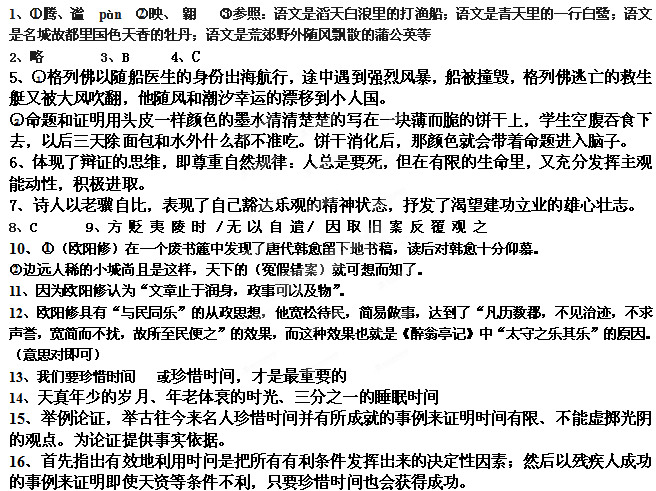 1、①腾、滥　pàn　②映、翱　③参照：语文是滔天白浪里的打渔船；语文是青天里的一行白鹭；语文
是名城故都里国色天香的牡丹；语文是荒郊野外随风飘散的蒲公英等
2、略　3、B　4、C
5、①格列佛以随船医生的身份出海航行，途中遇到强烈风暴，船被撞毁，格列佛逃亡的救生
艇又被大风吹翻，他随风和潮汐幸运的漂移到小人国。
②命题和证明用头皮一样颜色的墨水清清楚楚的写在一块薄而脆的饼干上，学生空腹吞食下
去，以后三天除面包和水外什么都不准吃。饼干消化后，那颜色就会带着命题进入脑子。
6、体现了辩证的思维，即尊重自然规律：人总是要死，但在有限的生命里，又充分发挥主观
能动性，积极进取。
7、诗人以老骥自比，表现了自己豁达乐观的精神状态，抒发了渴望建功立业的雄心壮志。
8、C　9、方 贬 夷 陵 时 /无 以 自 遣/ 因 取 旧 案 反 覆 观 之
10、①（欧阳修）在一个废书簏中发现了唐代韩愈留下地书稿，读后对韩愈十分仰慕。
②边远人稀的小城尚且是这样，天下的（冤假错案）就可想而知了。
11、因为欧阳修认为“文章止于润身，政事可以及物”。
12、欧阳修具有“与民同乐”的从政思想，他宽松待民，简易做事，达到了“凡历数郡，不见治迹，不求
声誉，宽简而不扰，故所至民便之”的效果，而这种效果也就是《醉翁亭记》中“太守之乐其乐”的原因。
（意思对即可）
13、我们要珍惜时间　或珍惜时间，才是最重要的
14、天真年少的岁月、年老体衰的时光、三分之一的睡眠时间
15、举例论证，举古往今来名人珍惜时间并有所成就的事例来证明时间有限、不能虚掷光阴
的观点。为论证提供事实依据。
16、首先指出有效地利用时间是把所有有利条件发挥出来的决定性因素；然后以残疾人成功
的事例来证明即使天资等条件不利，只要珍惜时间也会获得成功。